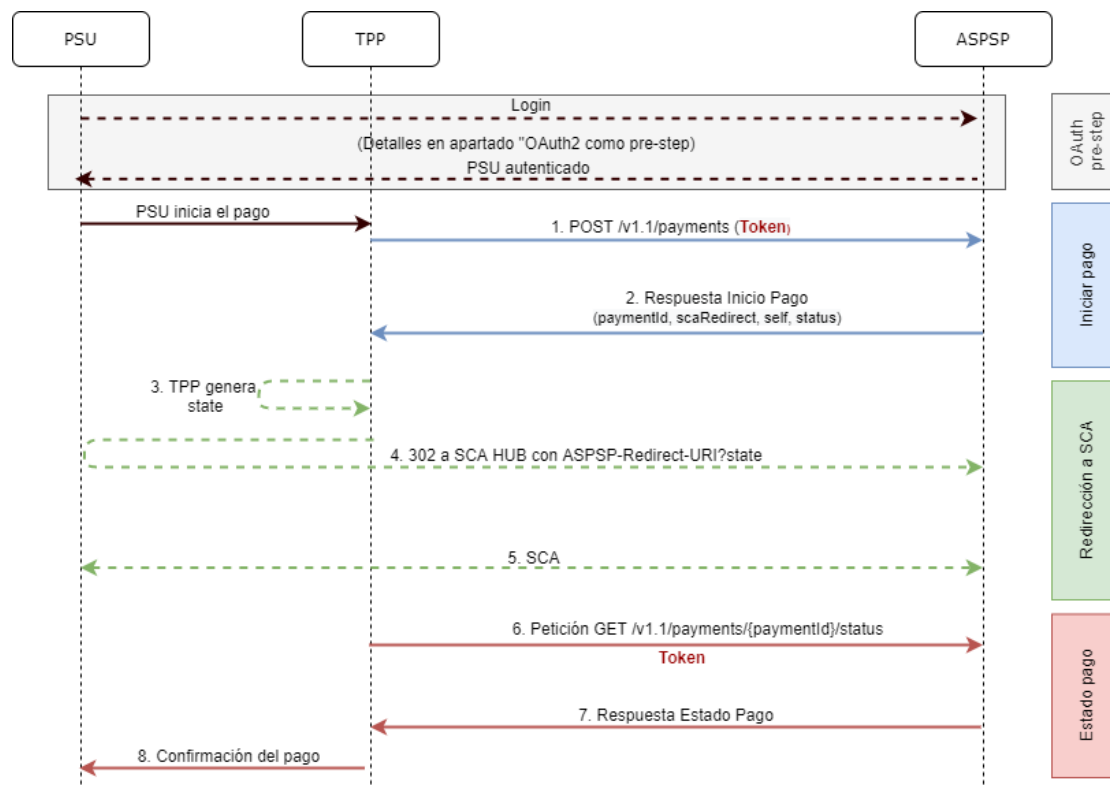 PSU
TPP
ASPSP
Login
(Detalles en apartado "OAuth2 como pre-step)
PSU autenticado
OAuth
pre-step
PSU inicia el pago
1. POST /v1.1/payments (Token)
2. Respuesta Inicio Pago
(paymentId, scaRedirect, self, status)
Iniciar pago
3. TPP genera
state
4. 302 a SCA HUB con ASPSP-Redirect-URI?state
5. SCA
Redirección a SCA
6. Petición GET /v1.1/payments/{paymentId}/status
Token
7. Respuesta Estado Pago
8. Confirmación del pago
Estado pago